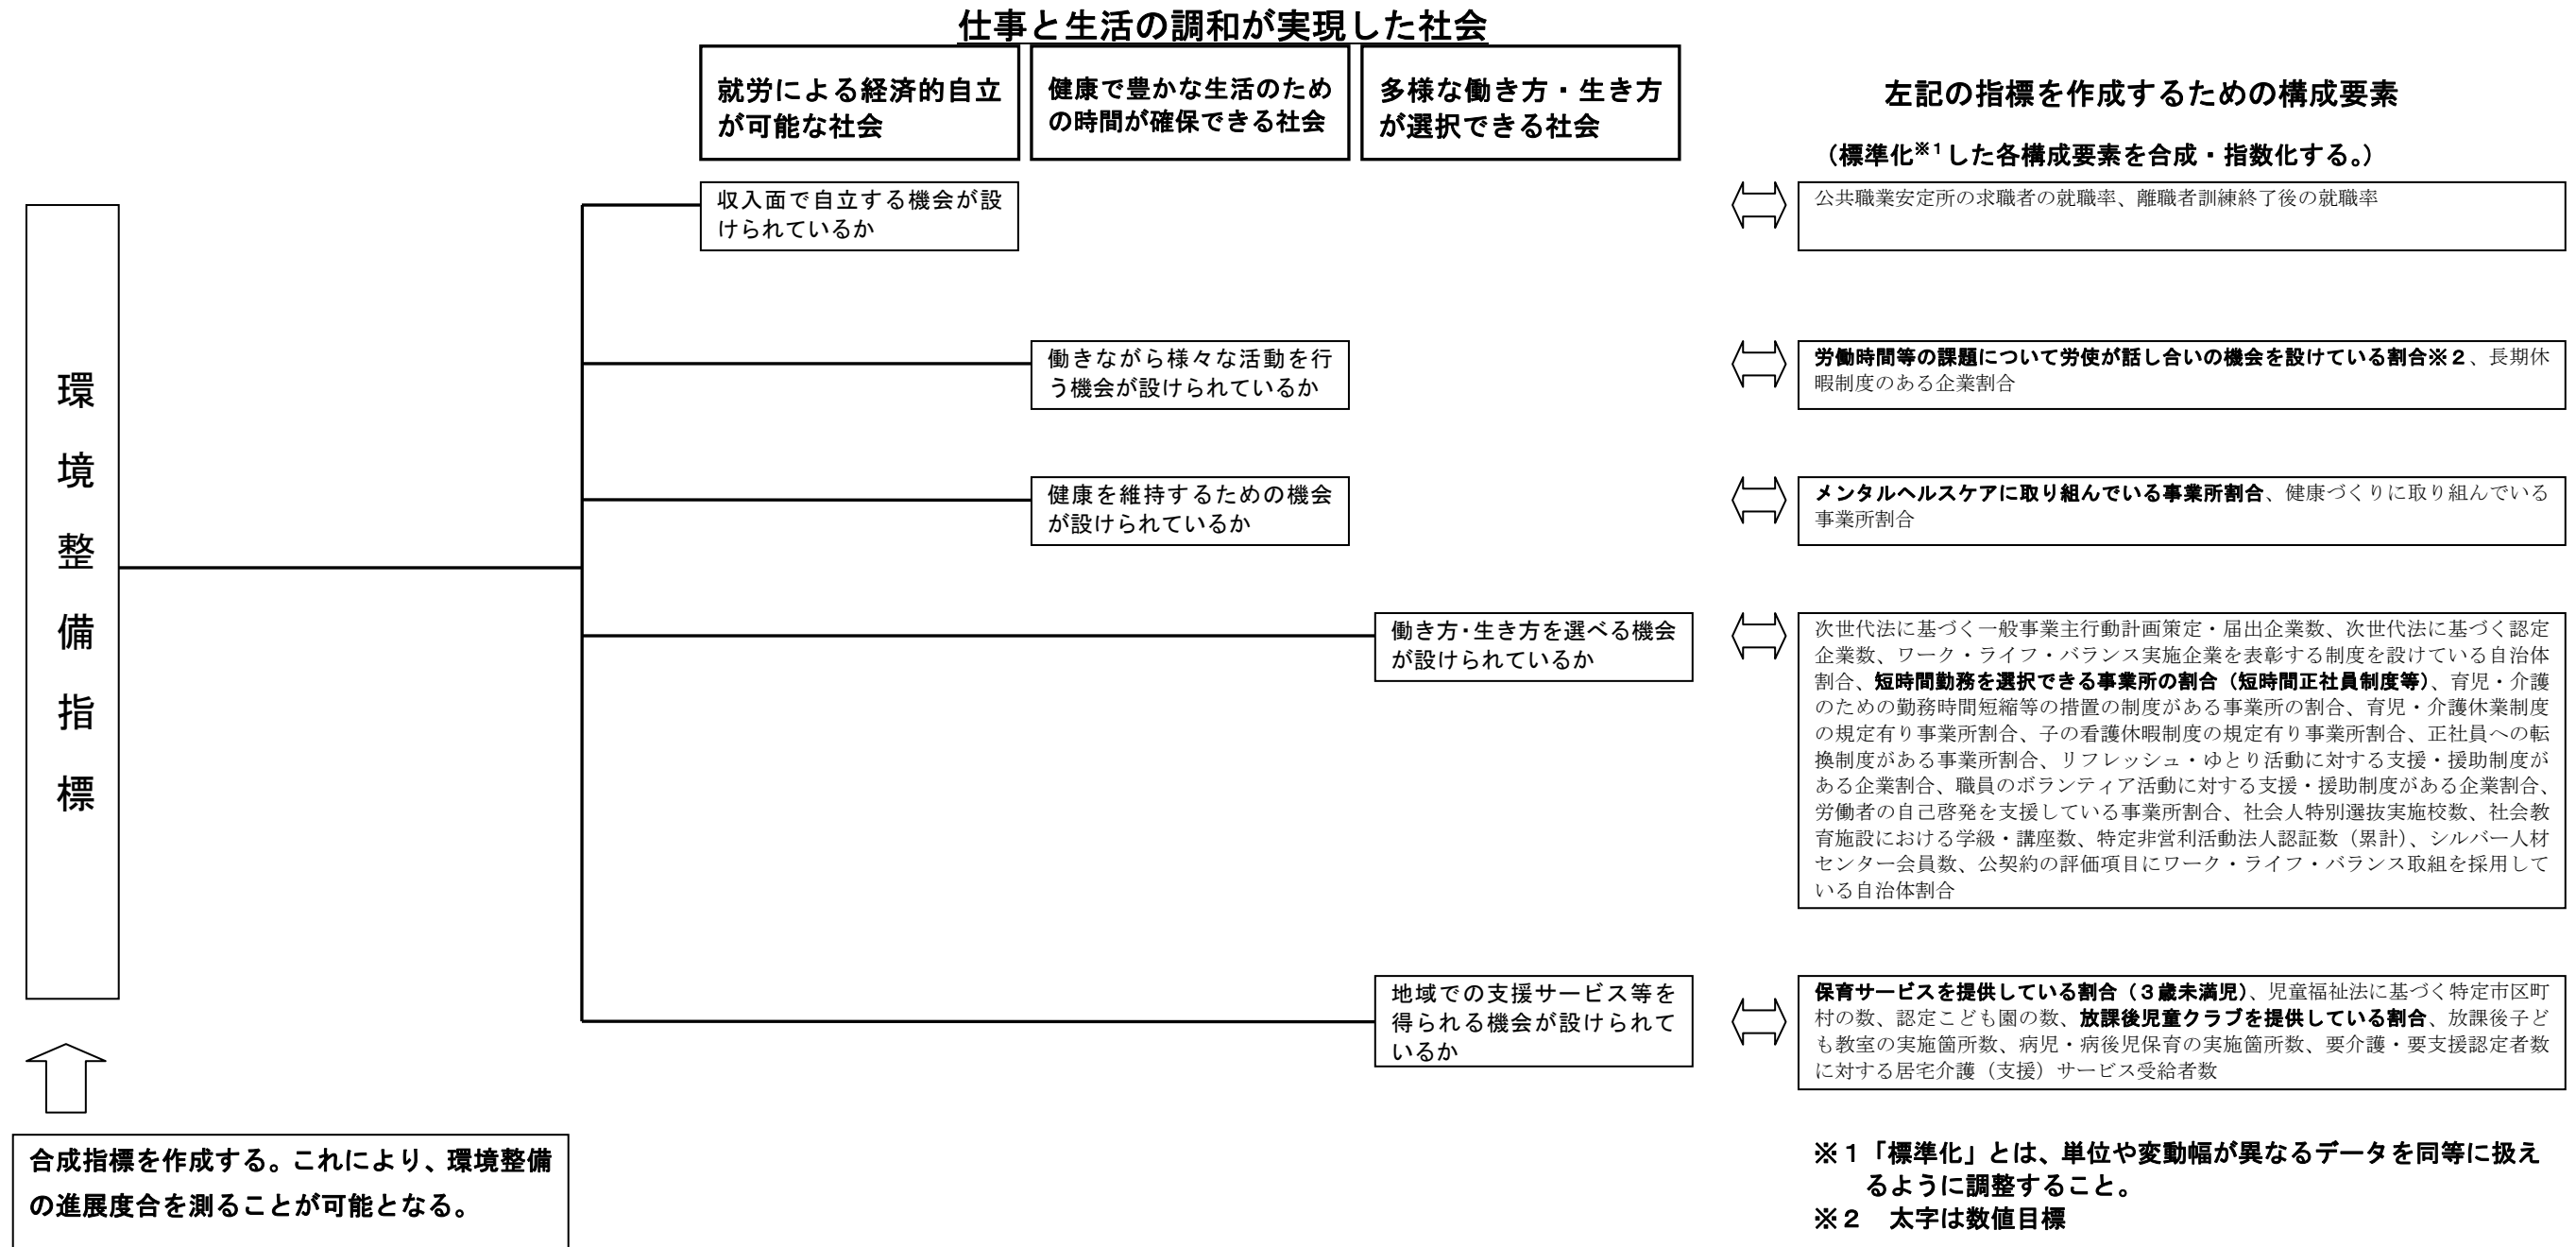 仕事と生活の調和が実現した社会
就労による経済的自立
が可能な社会
健康で豊かな生活のため
の時間が確保できる社会
多様な働き方・生き方
が選択できる社会
左記の指標を作成するための構成要素
（標準化※1した各構成要素を合成・指数化する。）
環境整備指標
収入面で自立する機会が設
けられているか
公共職業安定所の求職者の就職率、離職者訓練終了後の就職率
働きながら様々な活動を行
う機会が設けられているか
労働時間等の課題について労使が話し合いの機会を設けている割合※２、長期休
暇制度のある企業割合
健康を維持するための機会
が設けられているか
メンタルヘルスケアに取り組んでいる事業所割合、健康づくりに取り組んでいる
事業所割合
働き方・生き方を選べる機会
が設けられているか
次世代法に基づく一般事業主行動計画策定・届出企業数、次世代法に基づく認定
企業数、ワーク・ライフ・バランス実施企業を表彰する制度を設けている自治体
割合、短時間勤務を選択できる事業所の割合（短時間正社員制度等）、育児・介護
のための勤務時間短縮等の措置の制度がある事業所の割合、育児・介護休業制度
の規定有り事業所割合、子の看護休暇制度の規定有り事業所割合、正社員への転
換制度がある事業所割合、リフレッシュ・ゆとり活動に対する支援・援助制度が
ある企業割合、職員のボランティア活動に対する支援・援助制度がある企業割合、
労働者の自己啓発を支援している事業所割合、社会人特別選抜実施校数、社会教
育施設における学級・講座数、特定非営利活動法人認証数（累計）、シルバー人材
センター会員数、公契約の評価項目にワーク・ライフ・バランス取組を採用して
いる自治体割合
地域での支援サービス等を
得られる機会が設けられて
いるか
保育サービスを提供している割合（３歳未満児）、児童福祉法に基づく特定市区町
村の数、認定こども園の数、放課後児童クラブを提供している割合、放課後子ど
も教室の実施箇所数、病児・病後児保育の実施箇所数、要介護・要支援認定者数
に対する居宅介護（支援）サービス受給者数
合成指標を作成する。これにより、環境整備
の進展度合を測ることが可能となる。
※１「標準化」とは、単位や変動幅が異なるデータを同等に扱え
るように調整すること。
※２　太字は数値目標